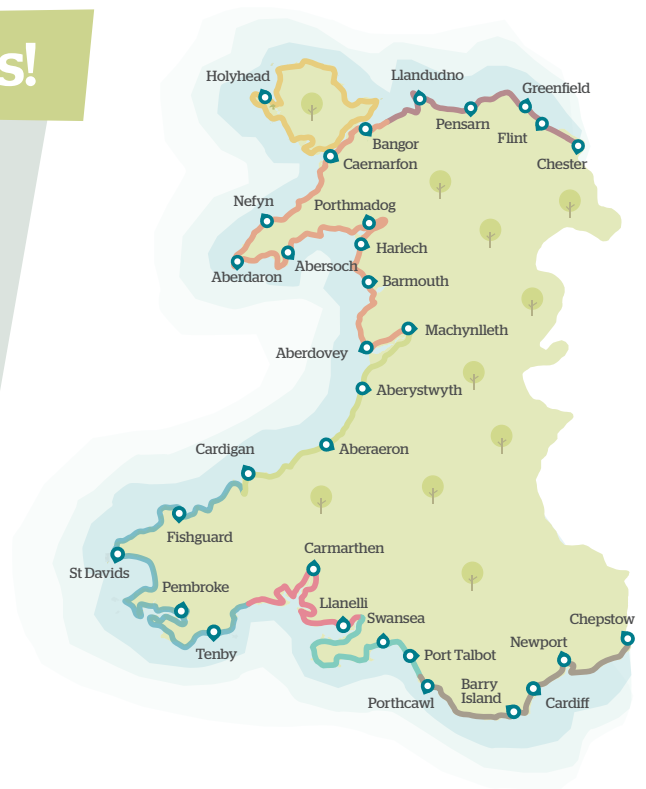 s!
Holyhead
Llandudno
Greenfield
Pensarn
Flint
Bangor
Chester
Caernarfon
Nefyn
Porthmadog
Harlech
Abersoch
Aberdaron
Barmouth
Machynlleth
Aberdovey
Aberystwyth
Cardigan
Aberaeron
Fishguard
Carmarthen
St Davids
Pembroke
Llanelli
Swansea
Chepstow
Newport
Tenby
Port Talbot
Barry
Island
Porthcawl
Cardiff